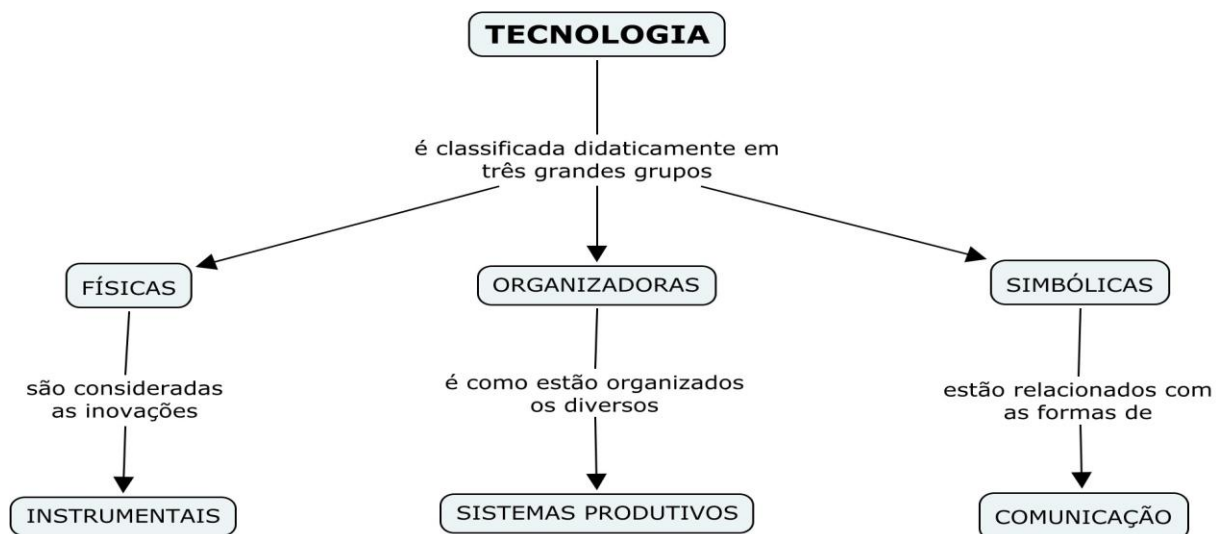 TECNOLOGIA
é classificada didaticamente em
três grandes grupos
FÍSICAS
ORGANIZADORAS
SIMBÓLICAS
são consideradas
as inovações
é como estão organizados
os diversos
estão relacionados com
as formas de
INSTRUMENTAIS
SISTEMAS PRODUTIVOS
COMUNICAÇÃO